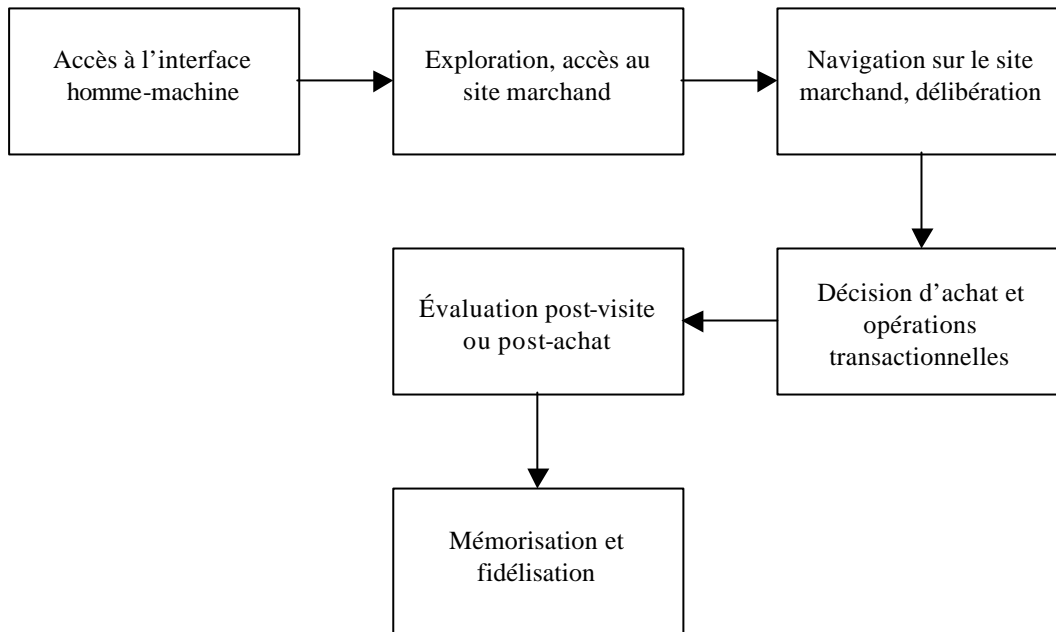 Accès à l’interface
homme-machine
Exploration, accès au
site marchand
Navigation sur le site
marchand, délibération
Décision d’achat et
opérations
transactionnelles
Évaluation post-visite
ou post-achat
Mémorisation et
fidélisation